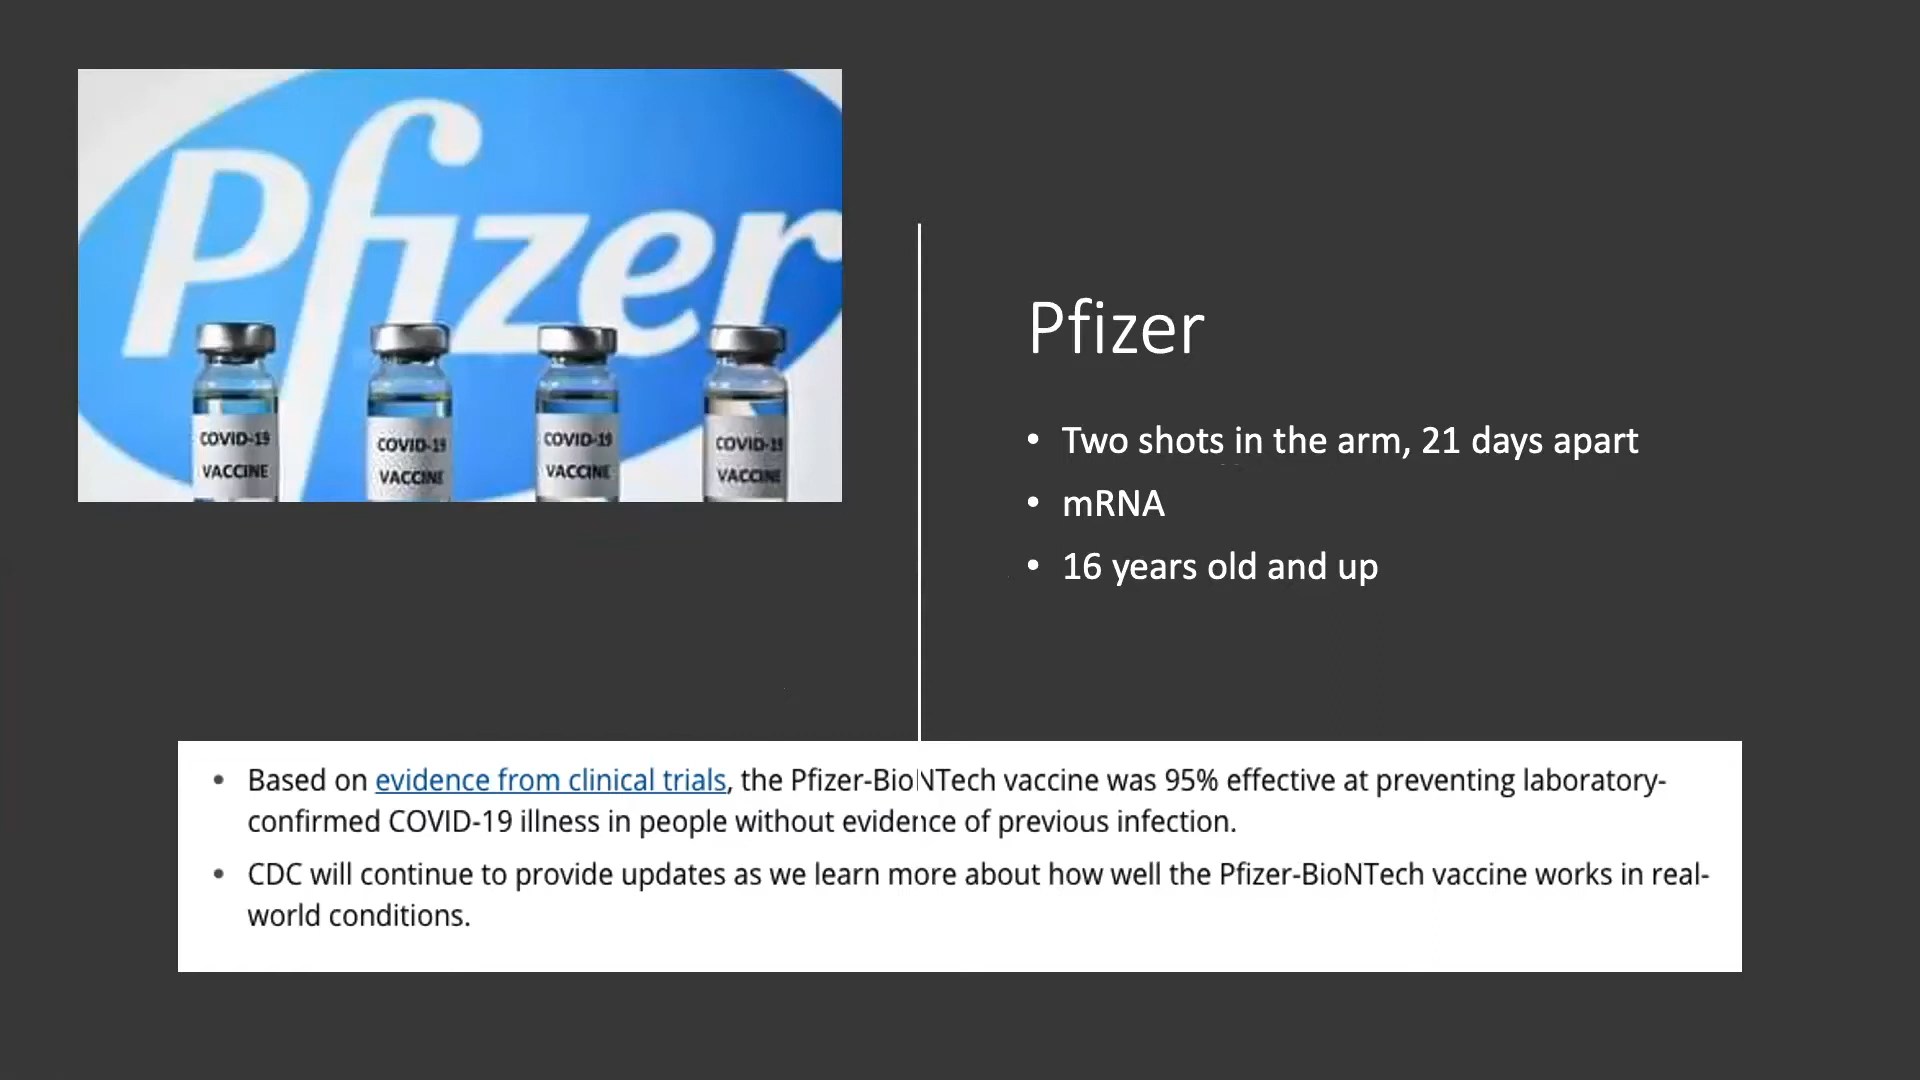 Pfizer
COVID-19
VACCINE
COVID-19
VACCINE
COVID-19
VACCINE
COVID-19
VACCINE
Pfizer
• Two shots in the arm, 21 days apart
• mRNA
• 16 years old and up
• Based on evidence from clinical trials, the Pfizer-BioNTech vaccine was 95% effective at preventing laboratory-
confirmed COVID-19 illness in people without evidence of previous infection.
• CDC will continue to provide updates as we learn more about how well the Pfizer-BioNTech vaccine works in real-
world conditions.